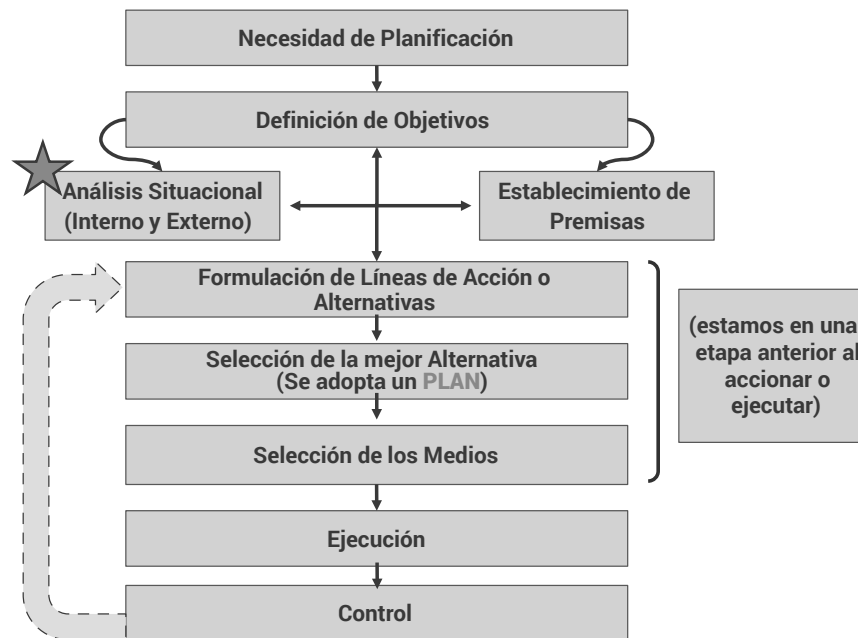 Necesidad de Planificación
Definición de Objetivos
Análisis Situacional
(Interno y Externo)
Establecimiento de
Premisas
Formulación de Líneas de Acción o
Alternativas
(estamos en una
etapa anterior al
accionar o
ejecutar)
Selección de la mejor Alternativa
(Se adopta un PLAN)
Selección de los Medios
Ejecución
Control